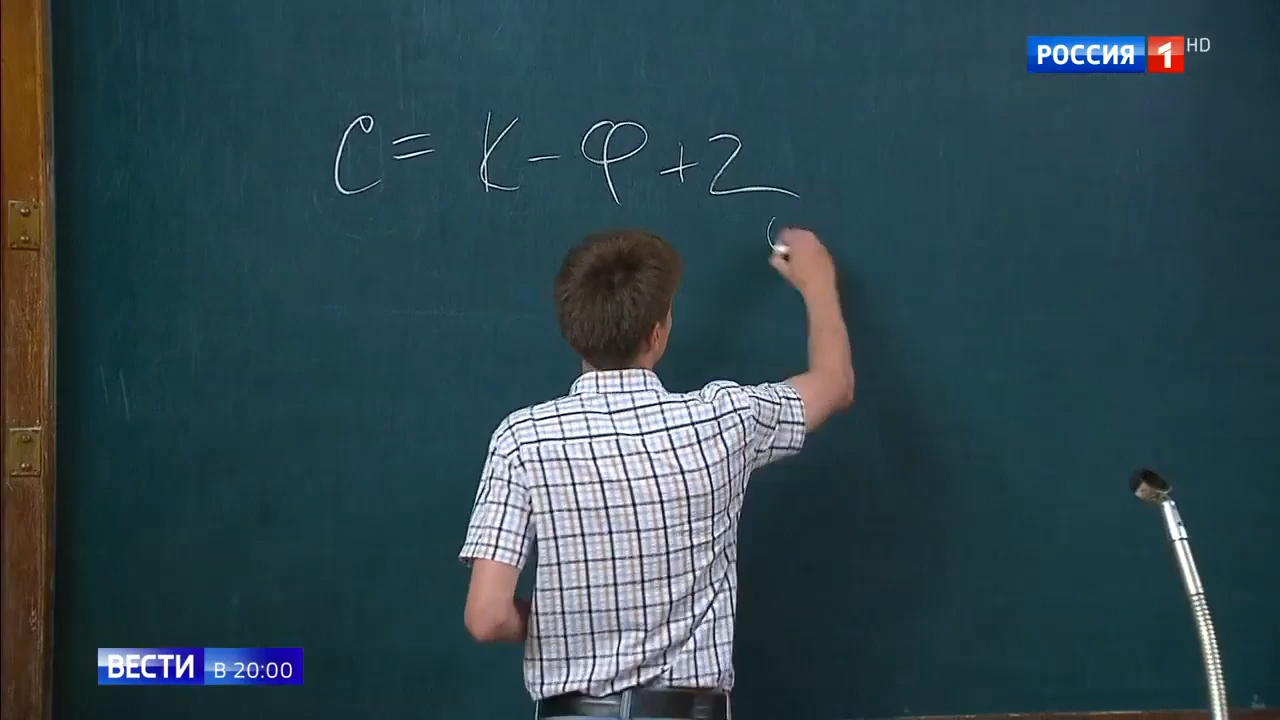 РОССИЯ 1 HD
C = K - φ + 2
ВЕСТИ В 20:00